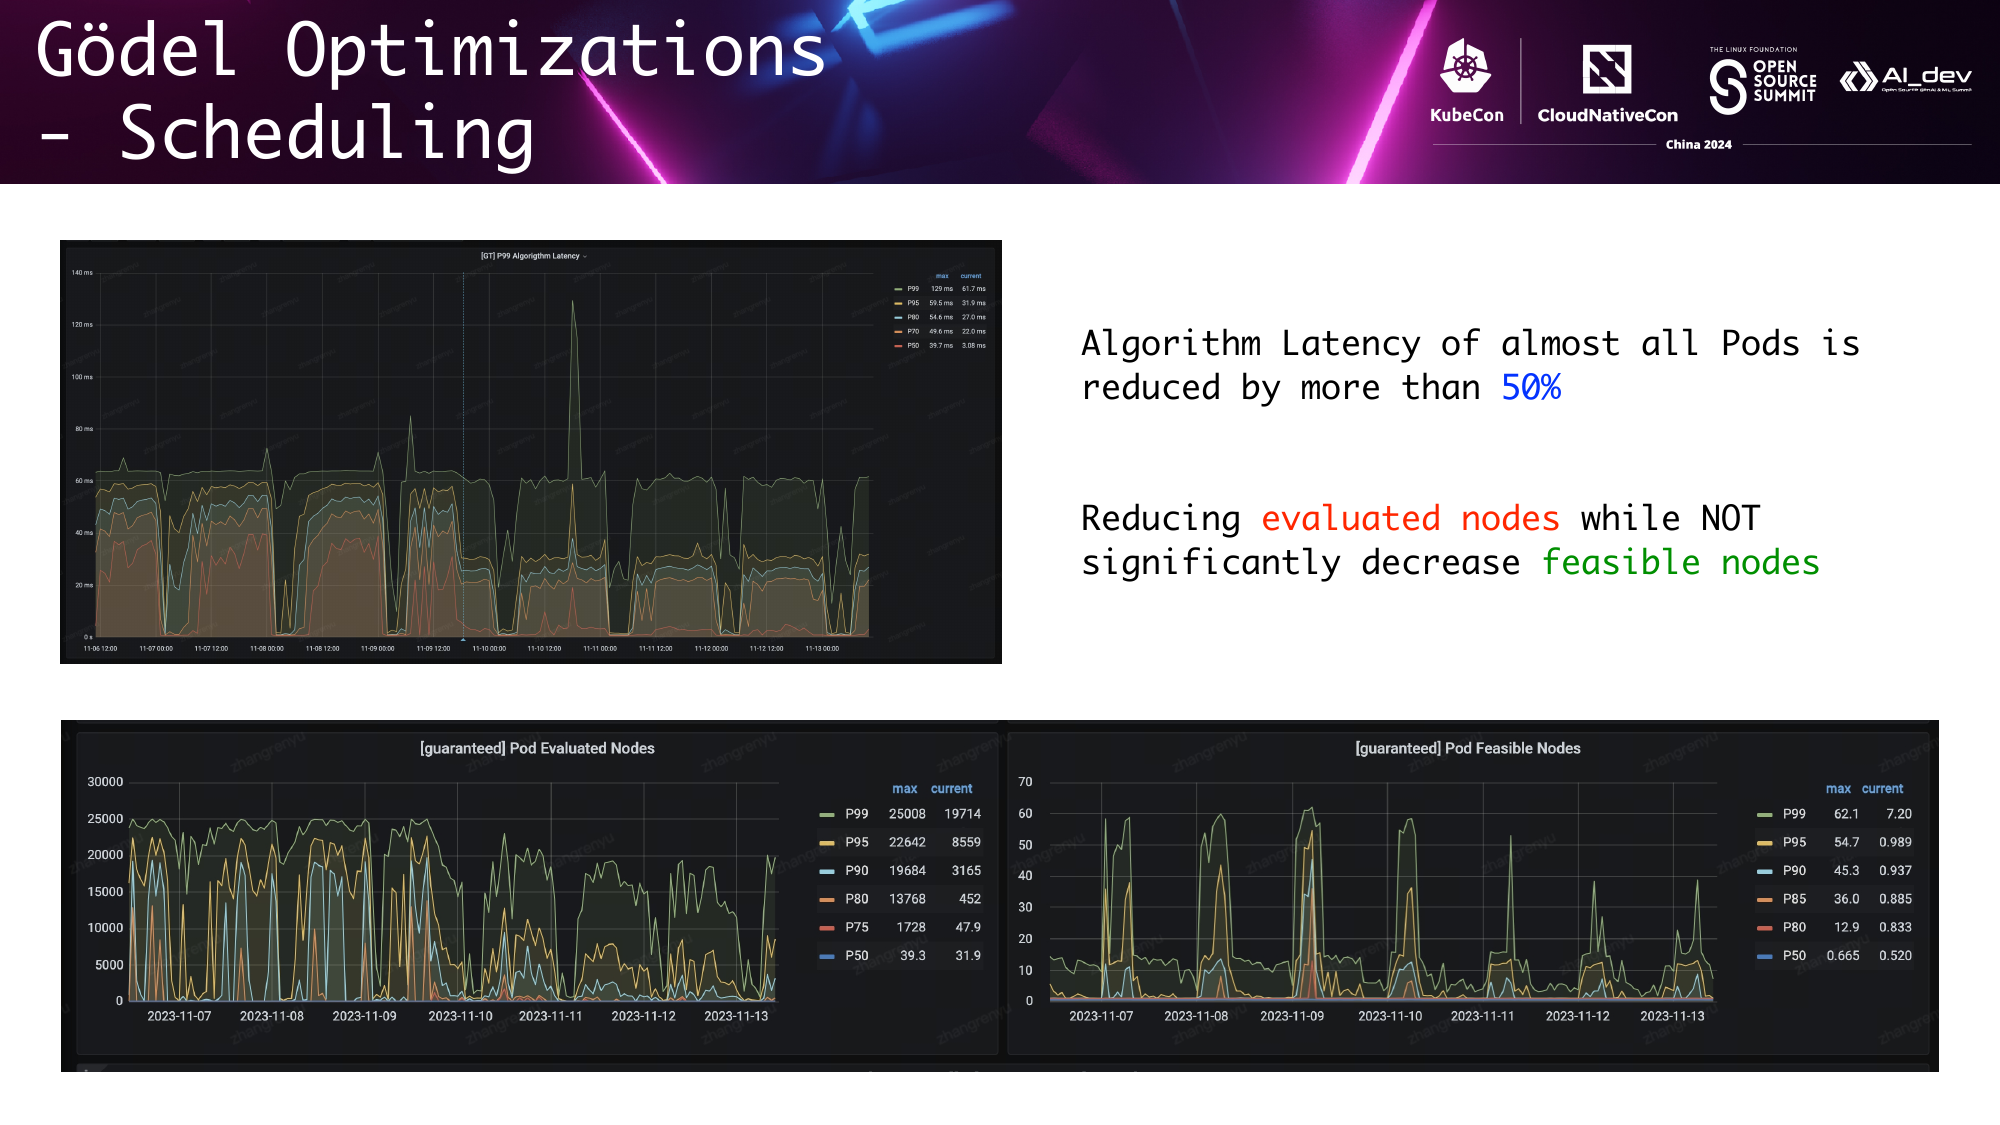 Gödel Optimizations
- Scheduling
KubeCon
CloudNativeCon
THE LINUX FOUNDATION
OPEN
SOURCE
SUMMIT
AI_dev
Open Source GenAI & ML Summit
China 2024
[GT] P99 Algorigthm Latency
140 ms
120 ms
100 ms
80 ms
60 ms
40 ms
20 ms
0 s
11-06 12:00 11-07 00:00 11-07 12:00 11-08 00:00 11-08 12:00 11-09 00:00 11-09 12:00 11-10 00:00 11-10 12:00 11-11 00:00 11-11 12:00 11-12 00:00 11-12 12:00 11-13 00:00
max current
P99 129 ms 61.7 ms
P95 59.5 ms 31.9 ms
P80 54.6 ms 27.0 ms
P70 49.6 ms 22.0 ms
P50 39.7 ms 3.08 ms
Algorithm Latency of almost all Pods is
reduced by more than 50%
Reducing evaluated nodes while NOT
significantly decrease feasible nodes
[guaranteed] Pod Evaluated Nodes
30000
25000
20000
15000
10000
5000
0
2023-11-07 2023-11-08 2023-11-09 2023-11-10 2023-11-11 2023-11-12 2023-11-13
max current
P99 25008 19714
P95 22642 8559
P90 19684 3165
P80 13768 452
P75 1728 47.9
P50 39.3 31.9
[guaranteed] Pod Feasible Nodes
70
60
50
40
30
20
10
0
2023-11-07 2023-11-08 2023-11-09 2023-11-10 2023-11-11 2023-11-12 2023-11-13
max current
P99 62.1 7.20
P95 54.7 0.989
P90 45.3 0.937
P85 36.0 0.885
P80 12.9 0.833
P50 0.665 0.520
zhangrenyu